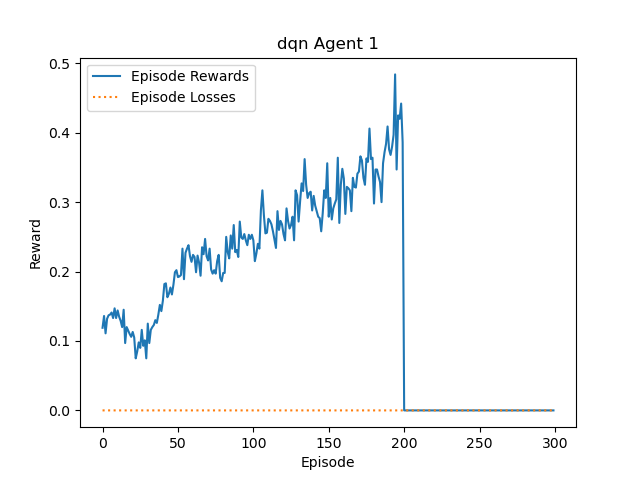 dqn Agent 1
Episode Rewards
Episode Losses
0.5
0.4
0.3
0.2
0.1
0.0
Reward
0 50 100 150 200 250 300
Episode